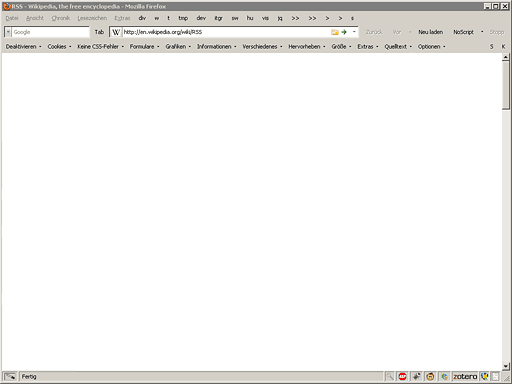 RSS - Wikipedia, the free encyclopedia - Mozilla Firefox
Datei Ansicht Chronik Lesezeichen Extras div w t tmp dev itgr sw hu vis jq >> >> > > s
Google Tab W http://en.wikipedia.org/wiki/RSS Zurück Vor Neu laden NoScript Stopp
Deaktivieren Cookies Keine CSS-Fehler Formulare Grafiken Informationen Verschiedenes Hervorheben Größe Extras Quelltext Optionen S K
Fertig ABP zotero